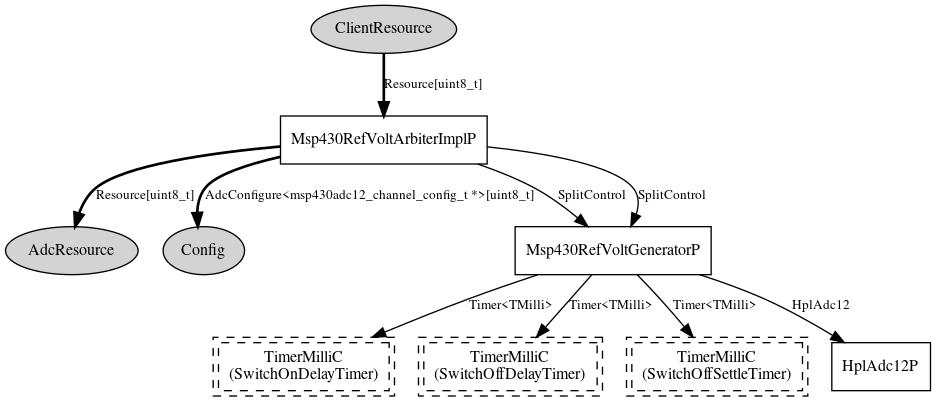 ClientResource
Resource[uint8_t]
Msp430RefVoltArbiterImplP
Resource[uint8_t]
AdcConfigure<msp430adc12_channel_config_t *>[uint8_t]
SplitControl
SplitControl
AdcResource
Config
Msp430RefVoltGeneratorP
Timer<TMilli>
Timer<TMilli>
Timer<TMilli>
HplAdc12
TimerMilliC
(SwitchOnDelayTimer)
TimerMilliC
(SwitchOffDelayTimer)
TimerMilliC
(SwitchOffSettleTimer)
HplAdc12P